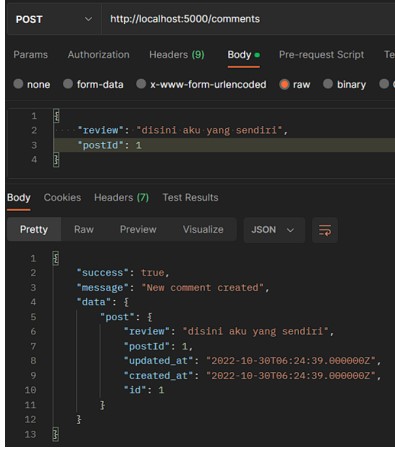 POST http://localhost:5000/comments
Params Authorization Headers (9) Body Pre-request Script
none form-data x-www-form-urlencoded raw binary
1 {
2 "review": "disini aku yang sendiri",
3 "postId": 1
4 }
Body Cookies Headers (7) Test Results
Pretty Raw Preview Visualize JSON
1 {
2 "success": true,
3 "message": "New comment created",
4 "data": {
5 "post": {
6 "review": "disini aku yang sendiri",
7 "postId": 1,
8 "updated_at": "2022-10-30T06:24:39.000000Z",
9 "created_at": "2022-10-30T06:24:39.000000Z",
10 "id": 1
11 }
12 }
13 }